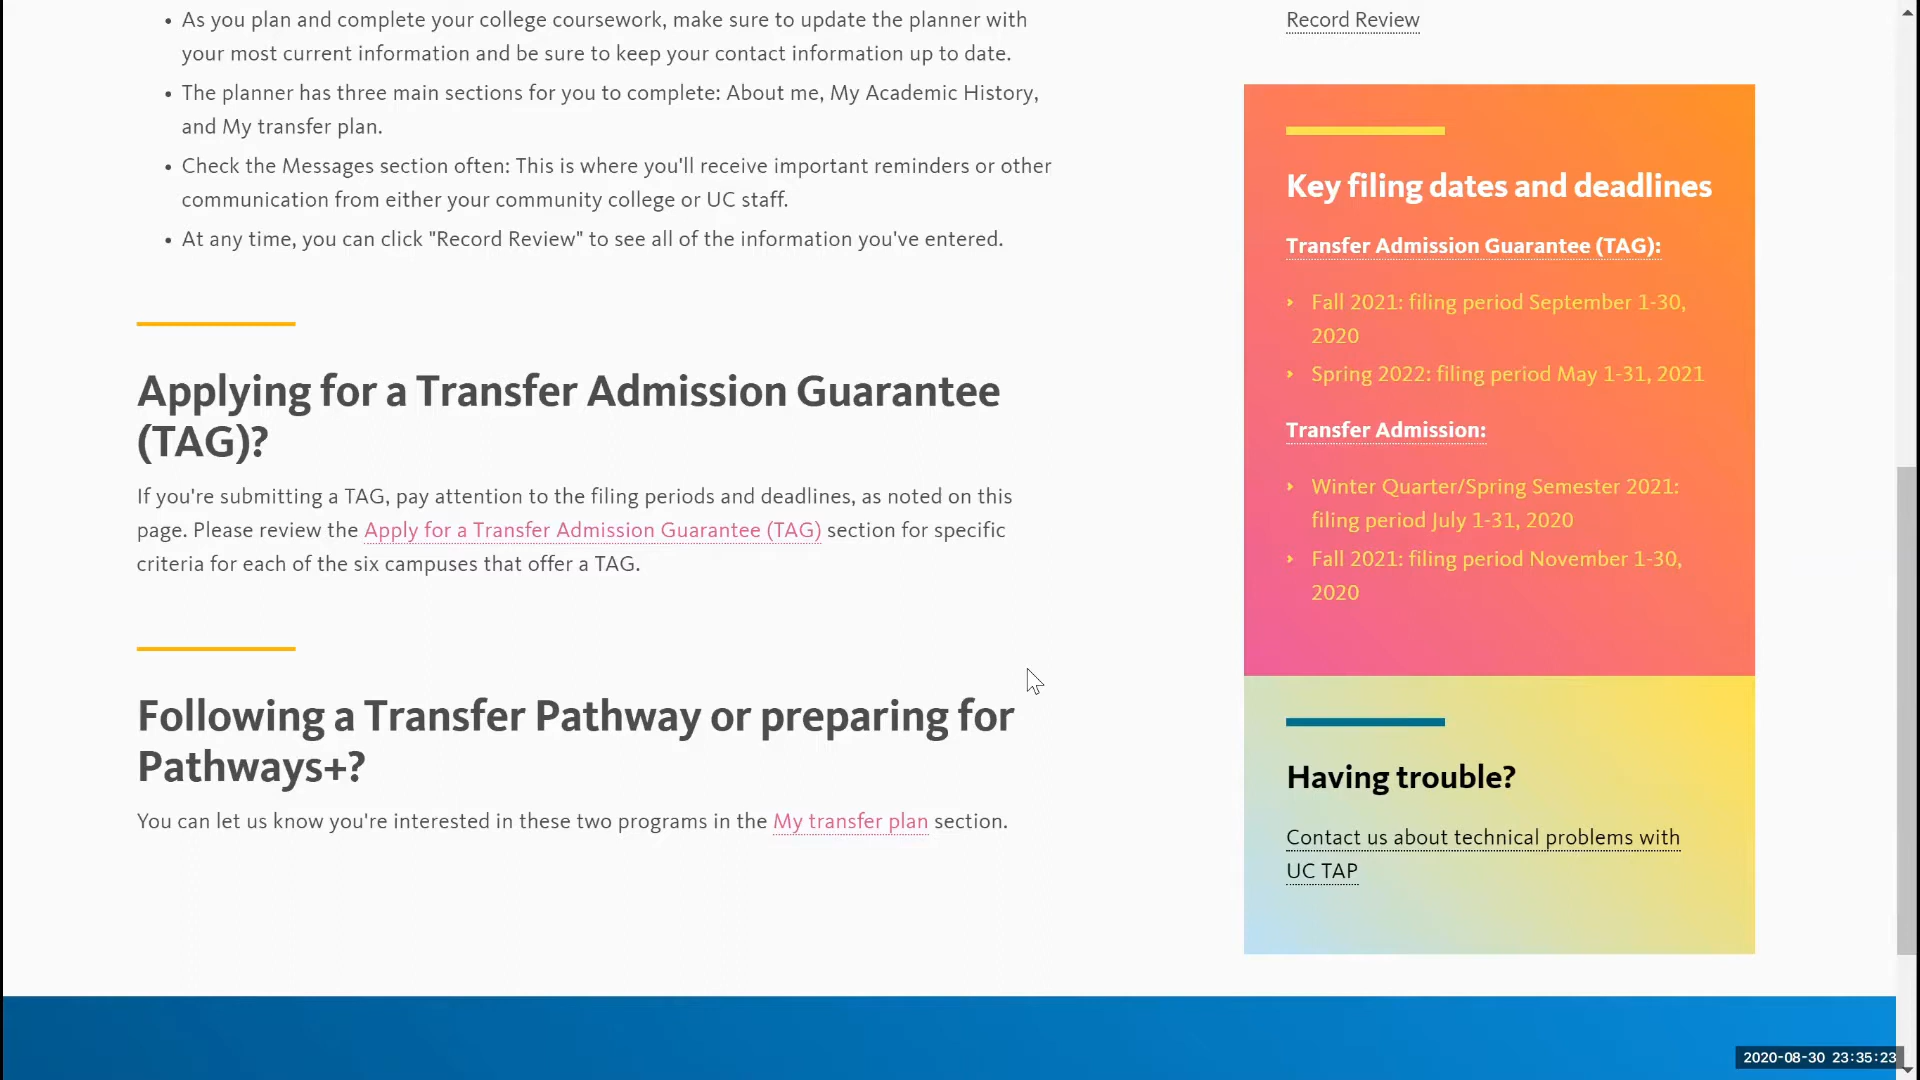 • As you plan and complete your college coursework, make sure to update the planner with
your most current information and be sure to keep your contact information up to date.
• The planner has three main sections for you to complete: About me, My Academic History,
and My transfer plan.
• Check the Messages section often: This is where you'll receive important reminders or other
communication from either your community college or UC staff.
• At any time, you can click "Record Review" to see all of the information you've entered.
Applying for a Transfer Admission Guarantee
(TAG)?
If you're submitting a TAG, pay attention to the filing periods and deadlines, as noted on this
page. Please review the Apply for a Transfer Admission Guarantee (TAG) section for specific
criteria for each of the six campuses that offer a TAG.
Following a Transfer Pathway or preparing for
Pathways+?
You can let us know you're interested in these two programs in the My transfer plan section.
Record Review
Key filing dates and deadlines
Transfer Admission Guarantee (TAG):
› Fall 2021: filing period September 1-30,
2020
› Spring 2022: filing period May 1-31, 2021
Transfer Admission:
› Winter Quarter/Spring Semester 2021:
filing period July 1-31, 2020
› Fall 2021: filing period November 1-30,
2020
Having trouble?
Contact us about technical problems with
UC TAP
2020-08-30 23:35:23